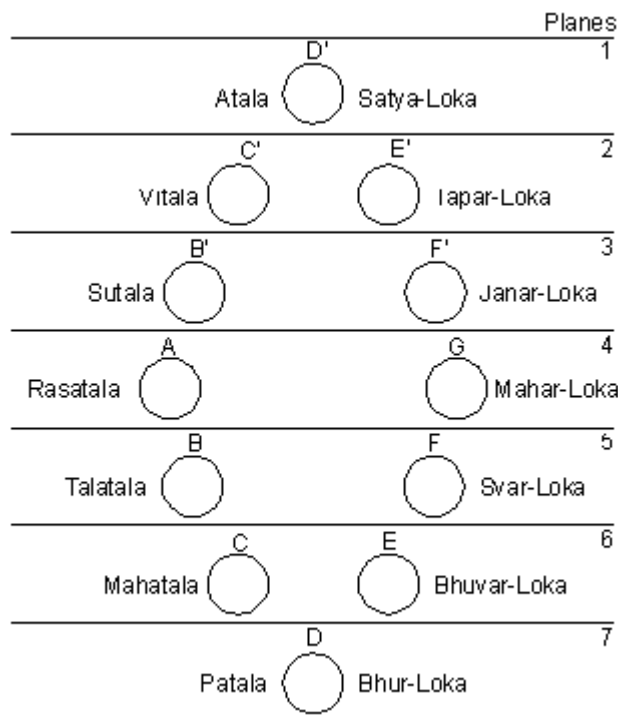 Planes
D' 1
Atala Satya-Loka
C' E' 2
Vitala Tapar-Loka
B' F' 3
Sutala Janar-Loka
A G 4
Rasatala Mahar-Loka
B F 5
Talatala Svar-Loka
C E 6
Mahatala Bhuvar-Loka
D 7
Patala Bhur-Loka